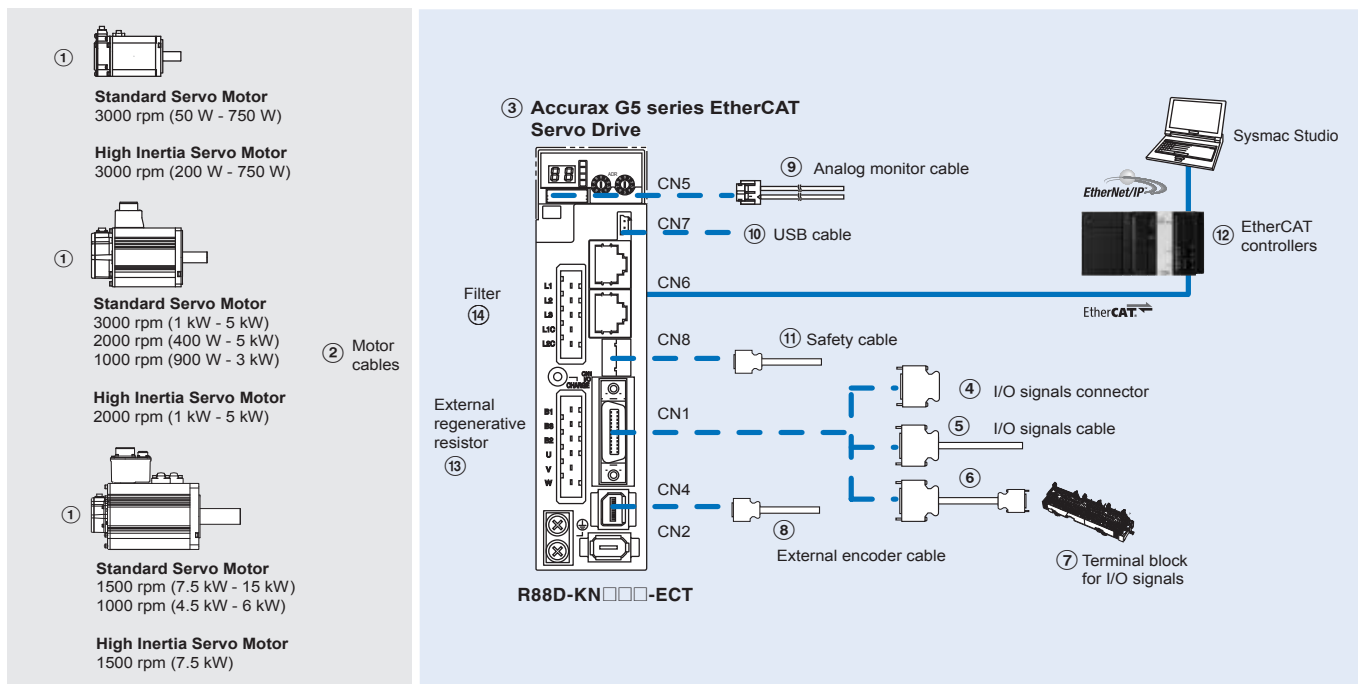 ①
Standard Servo Motor
3000 rpm (50 W - 750 W)
High Inertia Servo Motor
3000 rpm (200 W - 750 W)
①
Standard Servo Motor
3000 rpm (1 kW - 5 kW)
2000 rpm (400 W - 5 kW)
1000 rpm (900 W - 3 kW)
High Inertia Servo Motor
2000 rpm (1 kW - 5 kW)
② Motor
cables
①
Standard Servo Motor
1500 rpm (7.5 kW - 15 kW)
1000 rpm (4.5 kW - 6 kW)
High Inertia Servo Motor
1500 rpm (7.5 kW)
③ Accurax G5 series EtherCAT
Servo Drive
ADR
CN5
⑨ Analog monitor cable
CN7
⑩ USB cable
CN6
Filter
⑭
L1
L2
L3
L1C
L2C
CN8
⑪ Safety cable
CHARGE
External
regenerative
resistor
⑬
B1
B3
B2
U
V
W
CN1
④ I/O signals connector
⑤ I/O signals cable
⑥
⑦ Terminal block
for I/O signals
CN4
CN2
⑧
External encoder cable
R88D-KN□□□-ECT
Sysmac Studio
EtherNet/IP
⑫ EtherCAT
controllers
EtherCAT